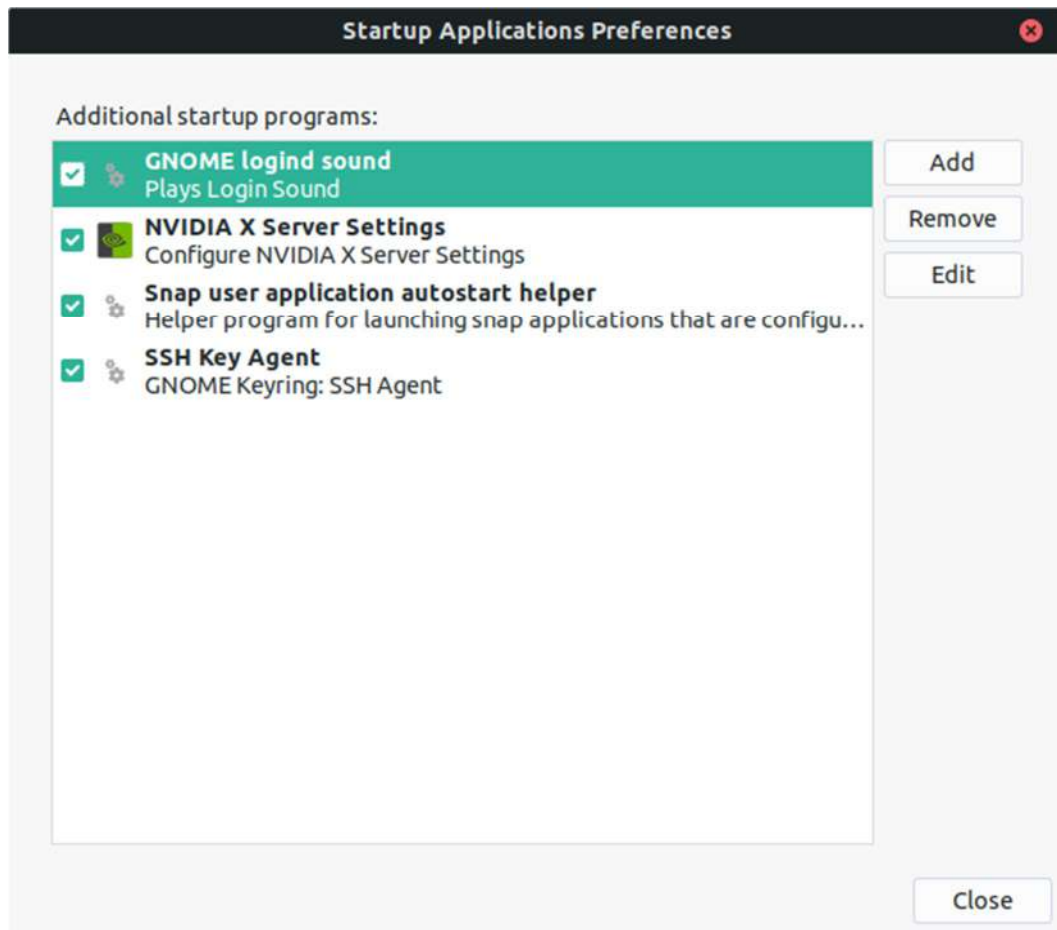 Startup Applications Preferences
Additional startup programs:
GNOME logind sound
Plays Login Sound
NVIDIA X Server Settings
Configure NVIDIA X Server Settings
Snap user application autostart helper
Helper program for launching snap applications that are configu...
SSH Key Agent
GNOME Keyring: SSH Agent
Add
Remove
Edit
Close